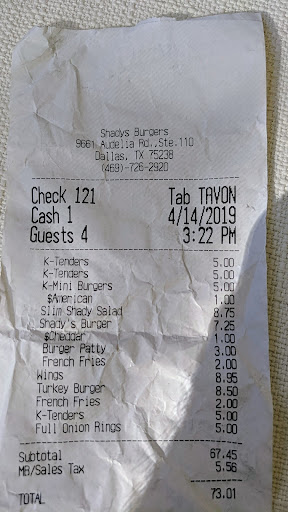 Shadys Burgers
9661 Audelia Rd.,Ste.110
Dallas, TX 75238
(469)-726-2920
Check 121 Tab TAVON
Cash 1 4/14/2019
Guests 4 3:22 PM
K-Tenders 5.00
K-Tenders 5.00
K-Mini Burgers 5.00
$American 1.00
Slim Shady Salad 8.75
Shady's Burger 7.25
$Cheddar 1.00
Burger Patty 3.00
French Fries 2.00
Wings 8.95
Turkey Burger 8.50
French Fries 2.00
K-Tenders 5.00
Full Onion Rings 5.00
Subtotal 67.45
MB/Sales Tax 5.56
TOTAL 73.01